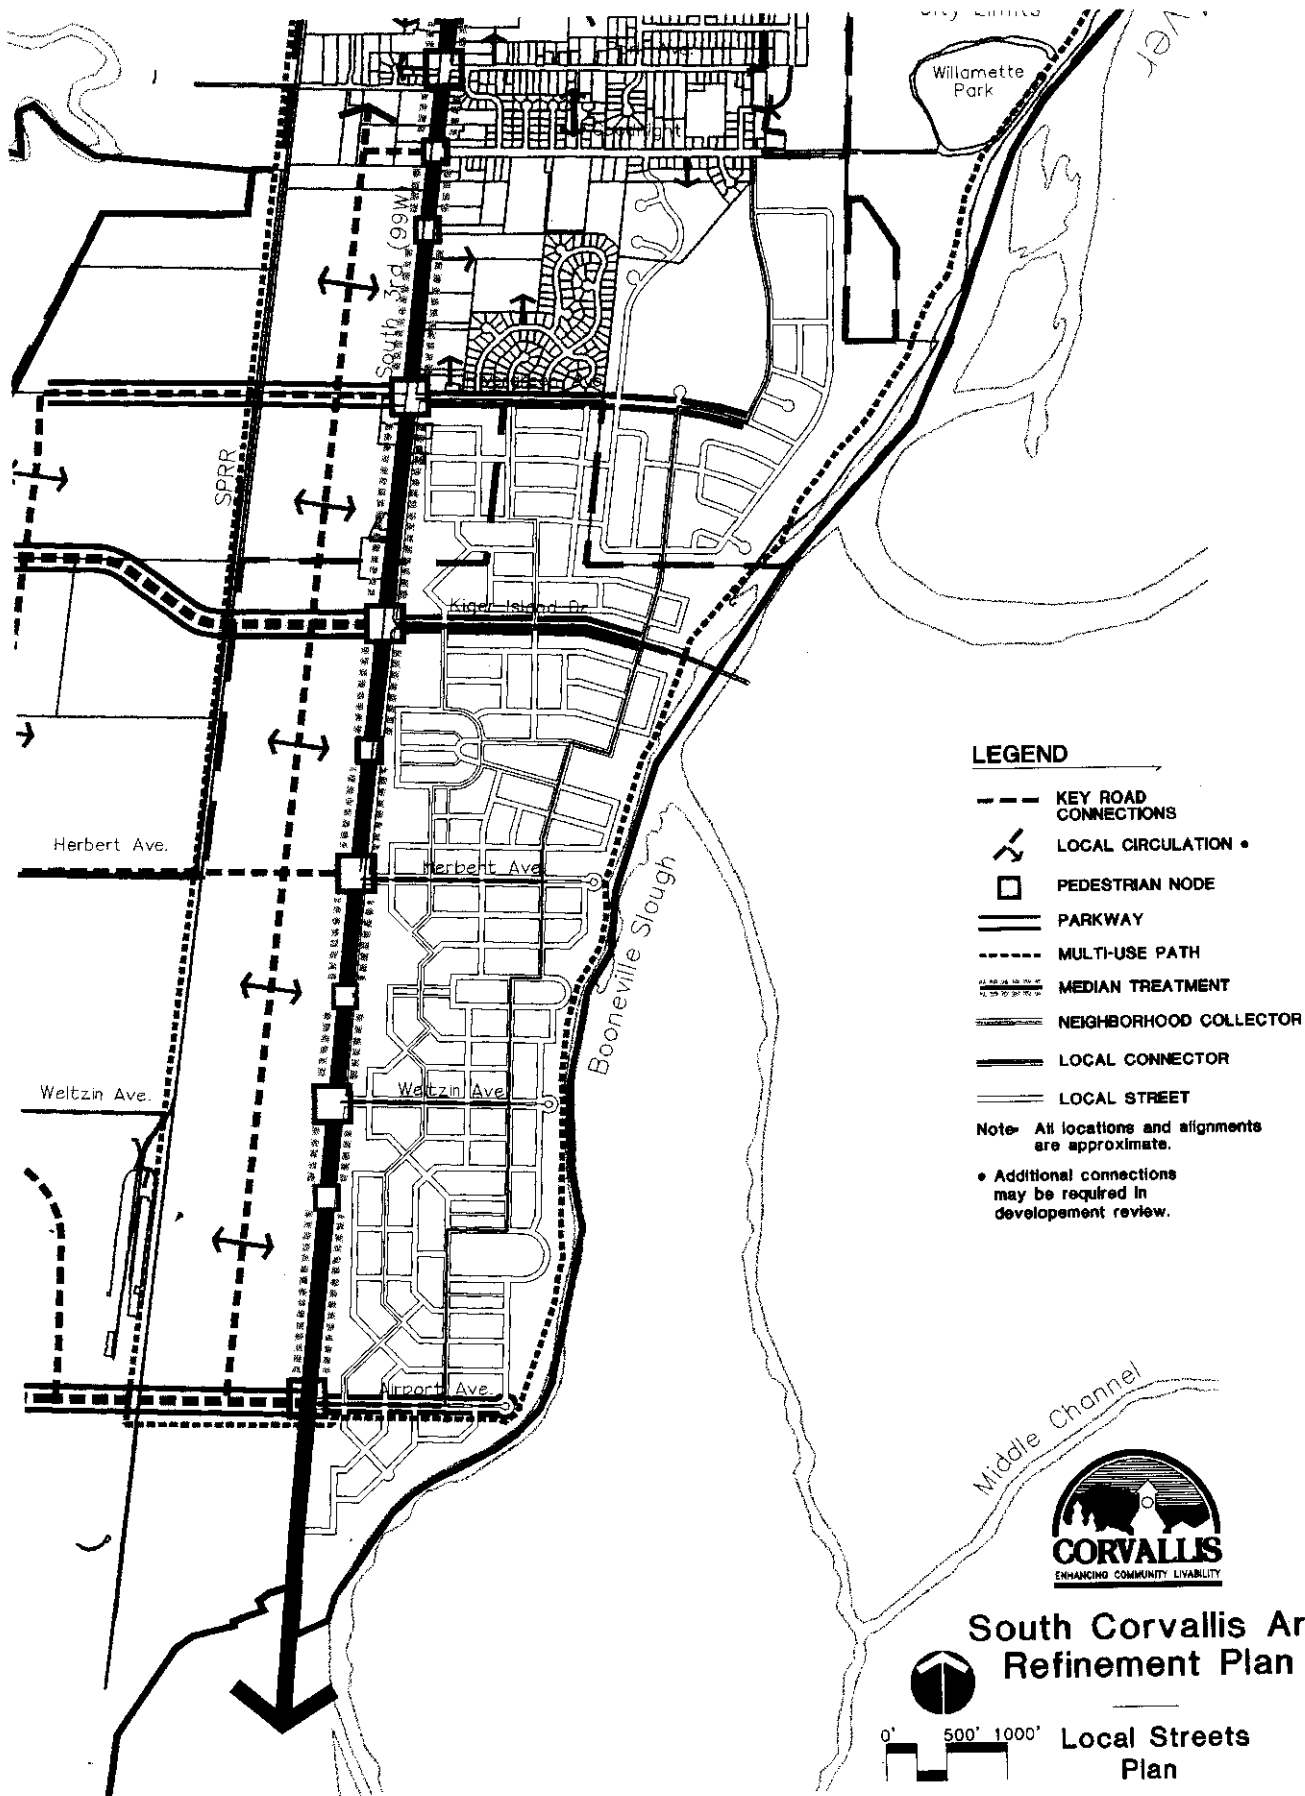 City Limits
Willamette
Park
South 3rd (99W)
SPRR
Kiger Island Dr.
Herbert Ave.
Herbert Ave.
Booneville Slough
Weltzin Ave.
Weltzin Ave.
Airport Ave.
Middle Channel
LEGEND
KEY ROAD
CONNECTIONS
LOCAL CIRCULATION •
PEDESTRIAN NODE
PARKWAY
MULTI-USE PATH
MEDIAN TREATMENT
NEIGHBORHOOD COLLECTOR
LOCAL CONNECTOR
LOCAL STREET
Note- All locations and alignments
are approximate.
• Additional connections
may be required in
developement review.
CORVALLIS
ENHANCING COMMUNITY LIVABILITY
South Corvallis Ar
Refinement Plan
0' 500' 1000'
Local Streets
Plan